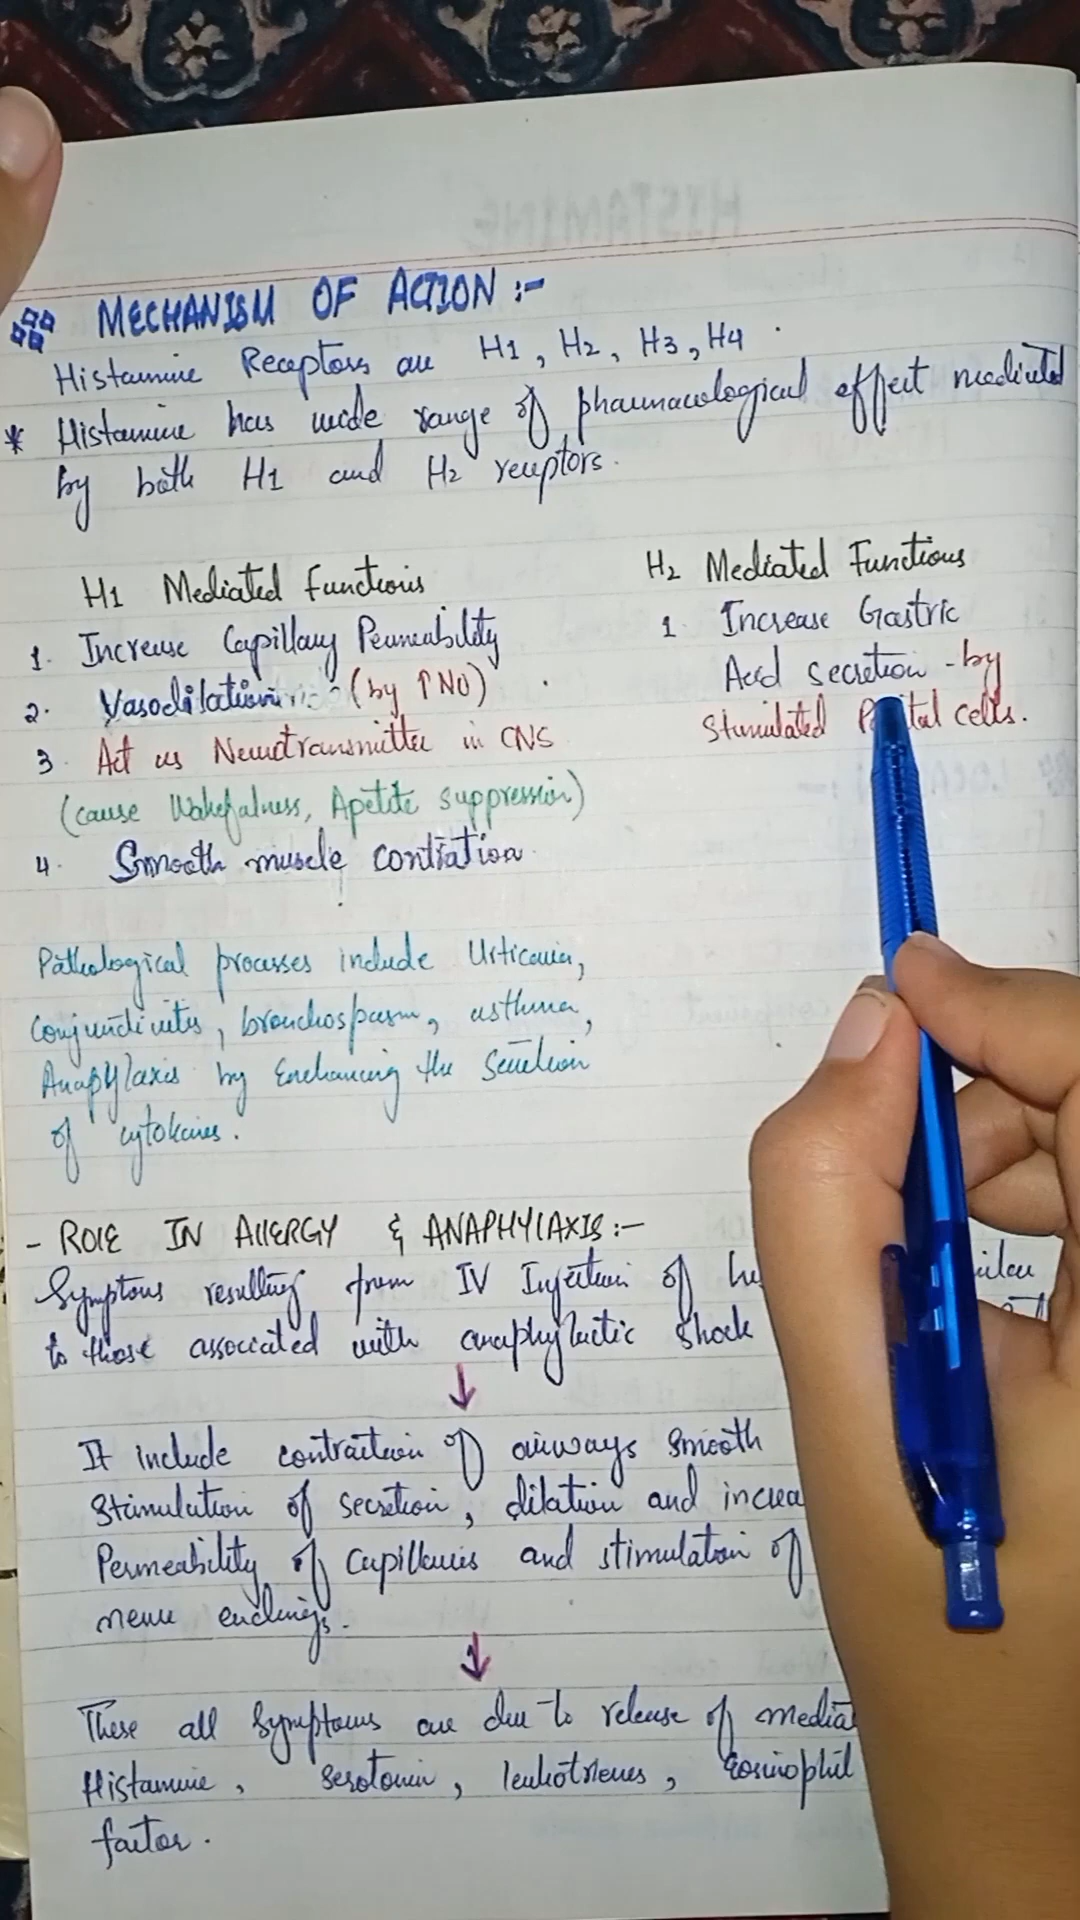 HISTAMINE
MECHANISM OF ACTION :-
Histamine Receptors are H1, H2, H3, H4
* Histamine has wide range of pharmacological effect mediated
by both H1 and H2 receptors.
H1 Mediated Functions
1. Increase Capillary Permeability
2. Vasodilation (by ↑NO)
3. Act as Neurotransmitter in CNS
(cause Wakefulness, Apetite suppression)
4. Smooth muscle contiation
H2 Mediated Functions
1. Increase Gastric
Acid secretion - by
Stimulated cells.
Pathological processes include Urticaria,
conjunctivites, bronchospasm, asthma,
Anaphylaxis by Enchancing the Secretion
of cytokines.
- ROLE IN AllERGY & ANAPHYLAXIS :-
Symptoms resulting from IV Injection of
to those associated with anaphylactic shock
↓
It include contraction of airways smooth
stimulation of secretion, dilation and
Permeability of capillaries and stimulation of
nerve endings.
↓
These all symptoms are due to release of
Histamine, serotonin, leukotrienes, Eosinophil
factor.